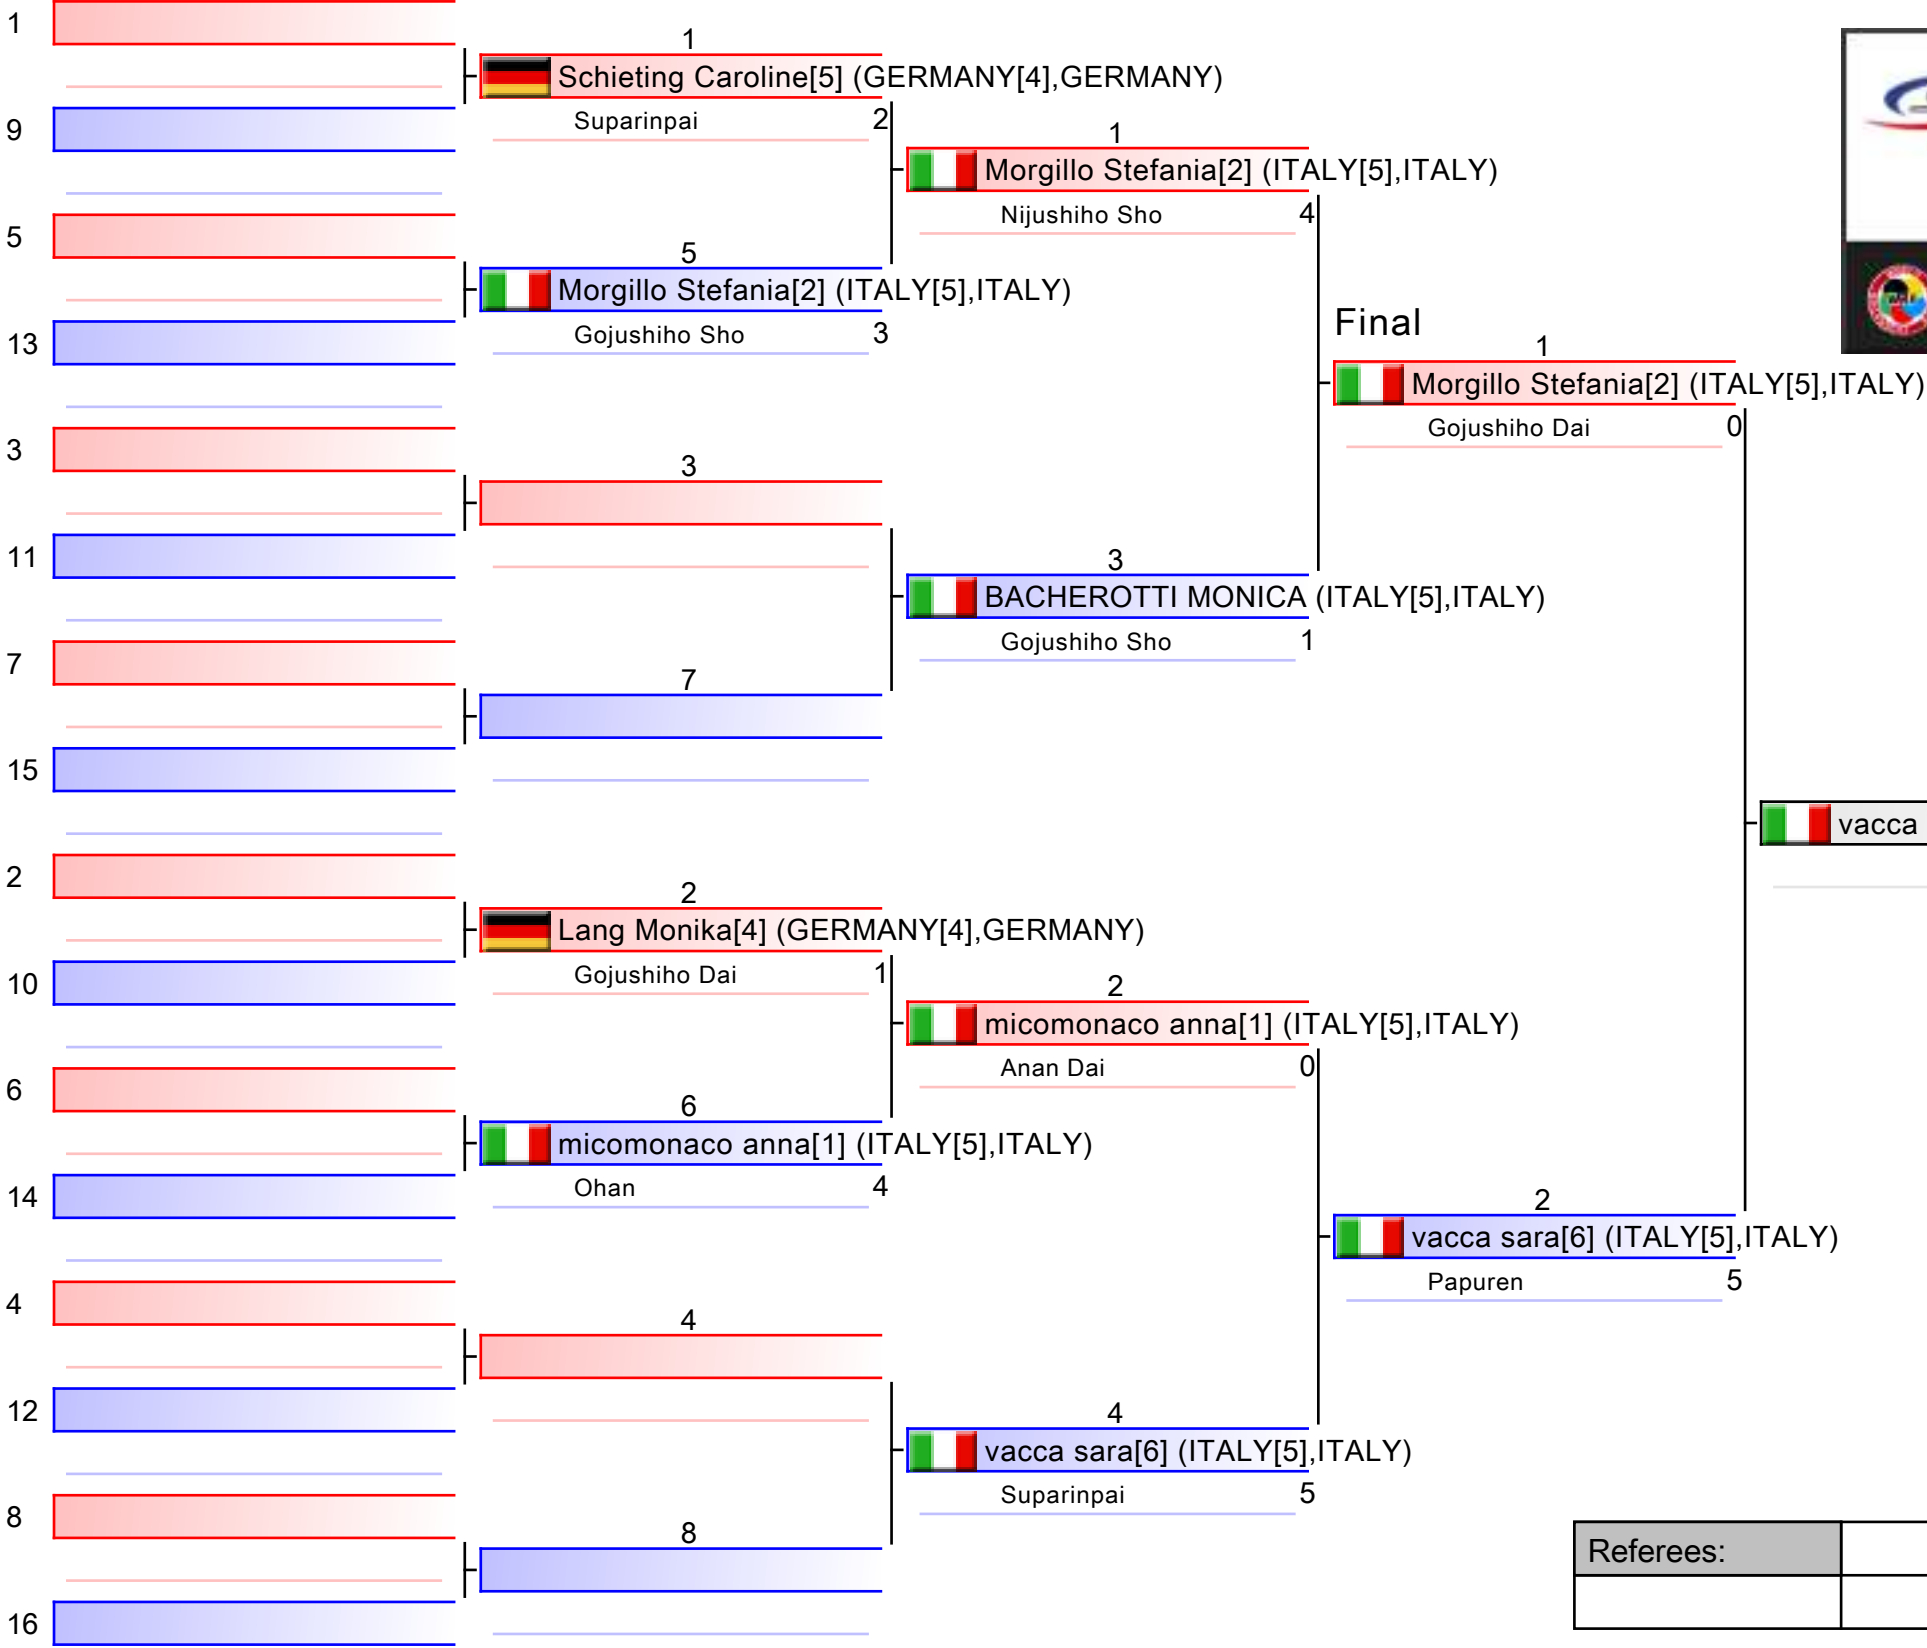 1
1
Schieting Caroline[5] (GERMANY[4],GERMANY)
Suparinpai 2
9
1
Morgillo Stefania[2] (ITALY[5],ITALY)
Nijushiho Sho 4
5
5
Morgillo Stefania[2] (ITALY[5],ITALY)
Gojushiho Sho 3
13
Final
1
Morgillo Stefania[2] (ITALY[5],ITALY)
Gojushiho Dai 0
3
3
11
3
BACHEROTTI MONICA (ITALY[5],ITALY)
Gojushiho Sho 1
7
7
15
vacca
2
2
Lang Monika[4] (GERMANY[4],GERMANY)
Gojushiho Dai 1
10
2
micomonaco anna[1] (ITALY[5],ITALY)
Anan Dai 0
6
6
micomonaco anna[1] (ITALY[5],ITALY)
Ohan 4
14
2
vacca sara[6] (ITALY[5],ITALY)
Papuren 5
4
4
12
4
vacca sara[6] (ITALY[5],ITALY)
Suparinpai 5
8
8
Referees:
16